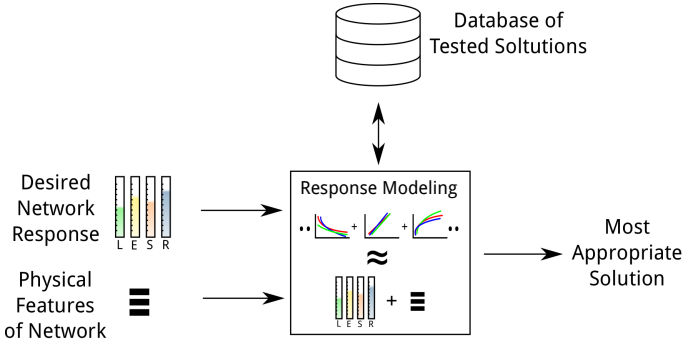 Database of
Tested Soltutions
Desired
Network
Response
L E S R
Physical
Features
of Network
Response Modeling
.. + + ..
≈
L E S R
+
Most
Appropriate
Solution